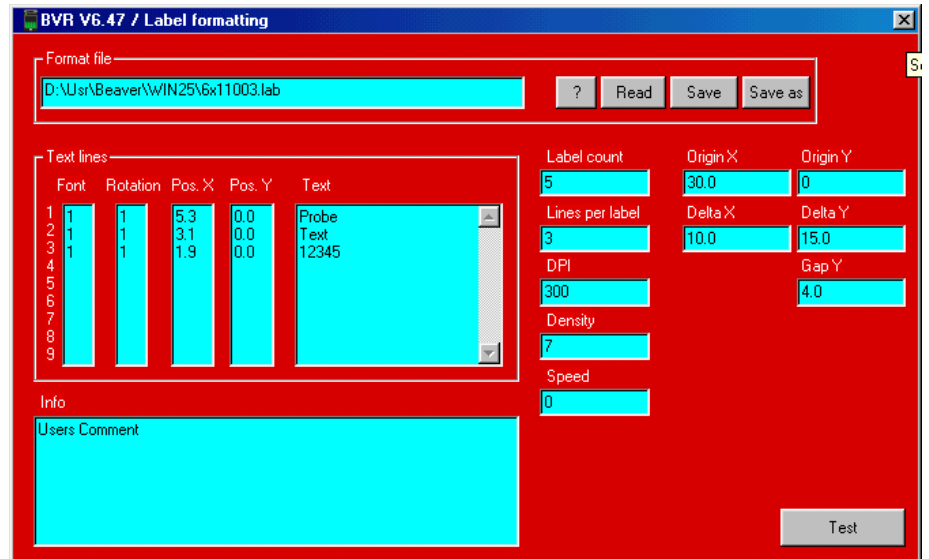 BVR V6.47 / Label formatting
Format file
D:\Usr\Beaver\WIN25\6x11003.lab
? Read Save Save as
Text lines
Font Rotation Pos. X Pos. Y Text
1 1 1 5.3 0.0 Probe
2 1 1 3.1 0.0 Text
3 1 1 1.9 0.0 12345
4
5
6
7
8
9
Label count Origin X Origin Y
5 30.0 0
Lines per label Delta X Delta Y
3 10.0 15.0
DPI Gap Y
300 4.0
Density
7
Speed
0
Info
Users Comment
Test